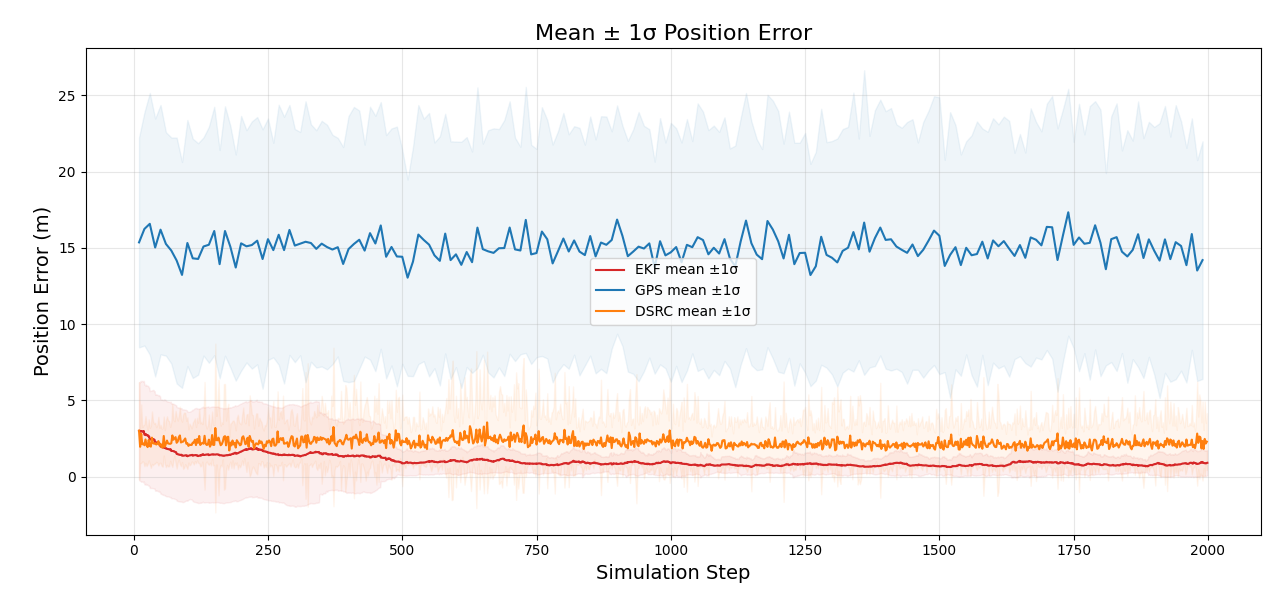 Mean ± 1σ Position Error
Position Error (m)
25
20
15
10
5
0
EKF mean ±1σ
GPS mean ±1σ
DSRC mean ±1σ
0 250 500 750 1000 1250 1500 1750 2000
Simulation Step